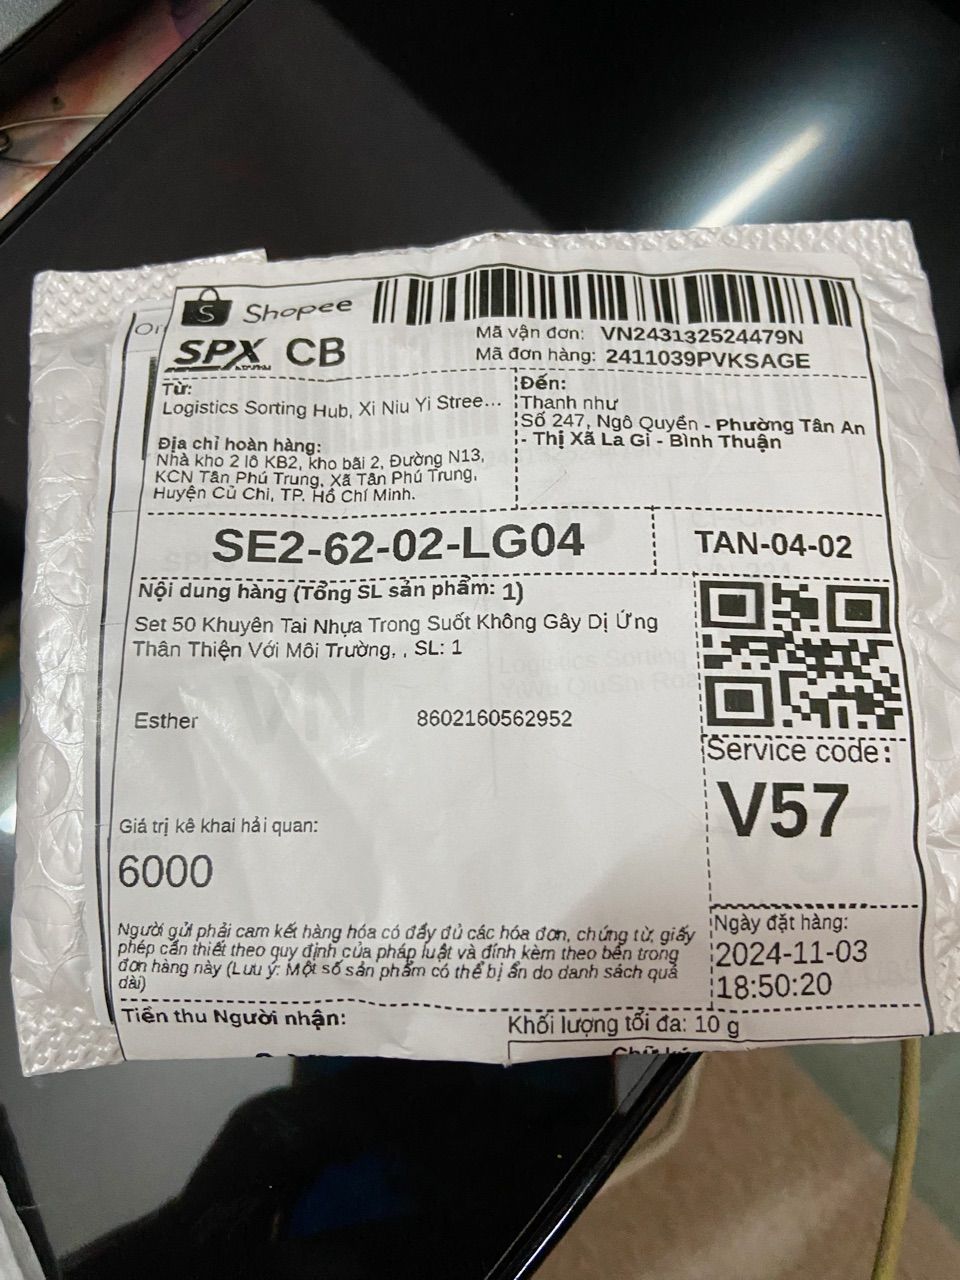 Shopee
SPX CB
Mã vận đơn: VN243132524479N
Mã đơn hàng: 2411039PVKSAGE
Từ:
Logistics Sorting Hub, Xi Niu Yi Stree...
Địa chỉ hoàn hàng:
Nhà kho 2 lô KB2, kho bãi 2, Đường N13,
KCN Tân Phú Trung, Xã Tân Phú Trung,
Huyện Củ Chi, TP. Hồ Chí Minh.
Đến:
Thanh như
Số 247, Ngô Quyền - Phường Tân An
- Thị Xã La Gi - Bình Thuận
SE2-62-02-LG04
TAN-04-02
Nội dung hàng (Tổng SL sản phẩm: 1)
Set 50 Khuyên Tai Nhựa Trong Suốt Không Gây Dị Ứng
Thân Thiện Với Môi Trường, , SL: 1
Esther 8602160562952
Service code:
V57
Giá trị kê khai hải quan:
6000
Người gửi phải cam kết hàng hóa có đầy đủ các hóa đơn, chứng từ, giấy
phép cần thiết theo quy định của pháp luật và đính kèm theo bên trong
đơn hàng này (Lưu ý: Một số sản phẩm có thể bị ẩn do danh sách quá
dài)
Ngày đặt hàng:
2024-11-03
18:50:20
Tiền thu Người nhận:
Khối lượng tối đa: 10 g